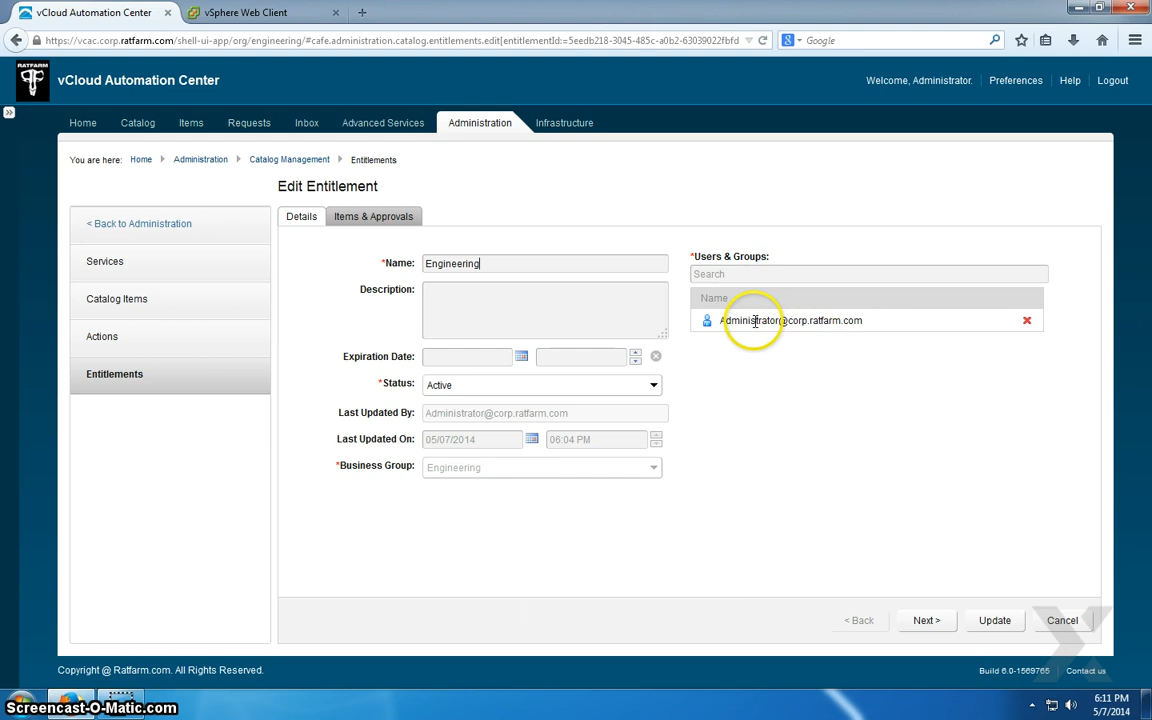 vCloud Automation Center
vSphere Web Client
https://vcac.corp.ratfarm.com/shell-ui-app/org/engineering/#cafe.administration.catalog.entitlements.edit[entitlementId:=5eedb218-3045-485c-a0b2-63039022fbfd
Google
RATFARM
vCloud Automation Center
Welcome, Administrator.
Preferences
Help
Logout
Home
Catalog
Items
Requests
Inbox
Advanced Services
Administration
Infrastructure
You are here: Home Administration Catalog Management Entitlements
Edit Entitlement
< Back to Administration
Services
Catalog Items
Actions
Entitlements
Details
Items & Approvals
*Name: Engineering
Description:
Expiration Date:
*Status: Active
Last Updated By: Administrator@corp.ratfarm.com
Last Updated On: 05/07/2014 06:04 PM
*Business Group: Engineering
*Users & Groups:
Search
Name
Administrator@corp.ratfarm.com
< Back
Next >
Update
Cancel
Copyright @ Ratfarm.com. All Rights Reserved.
Build 6.0-1569765
Contact us
Screencast-O-Matic.com
6:11 PM
5/7/2014